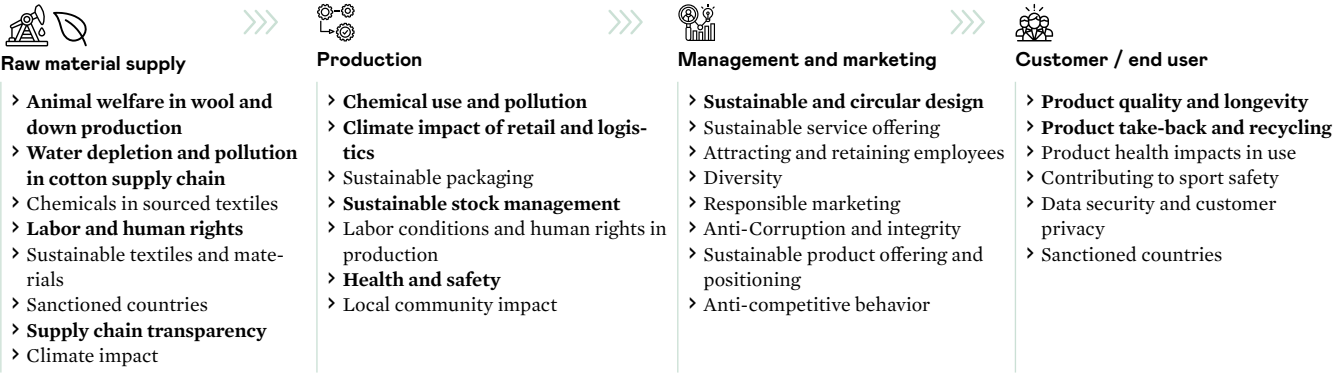 Raw material supply
› Animal welfare in wool and
down production
› Water depletion and pollution
in cotton supply chain
› Chemicals in sourced textiles
› Labor and human rights
› Sustainable textiles and mate-
rials
› Sanctioned countries
› Supply chain transparency
› Climate impact
Production
› Chemical use and pollution
› Climate impact of retail and logis-
tics
› Sustainable packaging
› Sustainable stock management
› Labor conditions and human rights in
production
› Health and safety
› Local community impact
Management and marketing
› Sustainable and circular design
› Sustainable service offering
› Attracting and retaining employees
› Diversity
› Responsible marketing
› Anti-Corruption and integrity
› Sustainable product offering and
positioning
› Anti-competitive behavior
Customer / end user
› Product quality and longevity
› Product take-back and recycling
› Product health impacts in use
› Contributing to sport safety
› Data security and customer
privacy
› Sanctioned countries